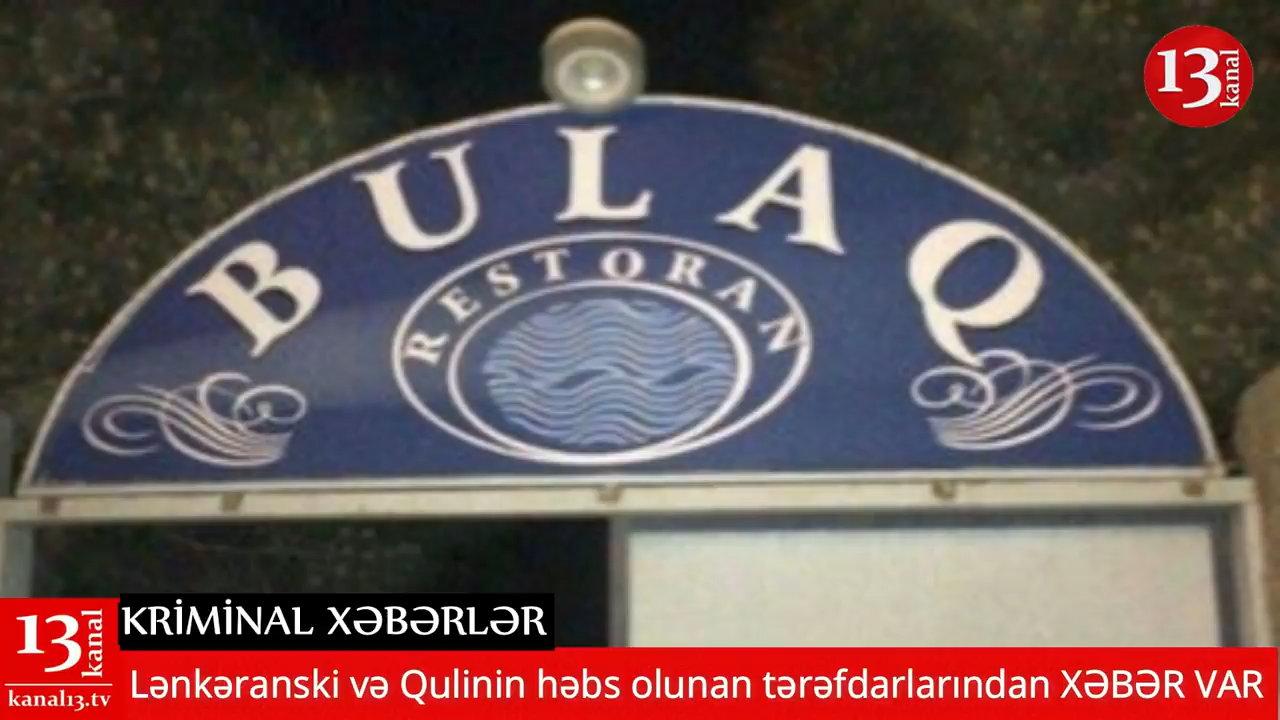 13 kanal
BULAQ
RESTORAN
13 kanal
kanal13.tv
KRİMİNAL XƏBƏRLƏR
Lənkəranski və Qulinin həbs olunan tərəfdarlarından XƏBƏR VAR